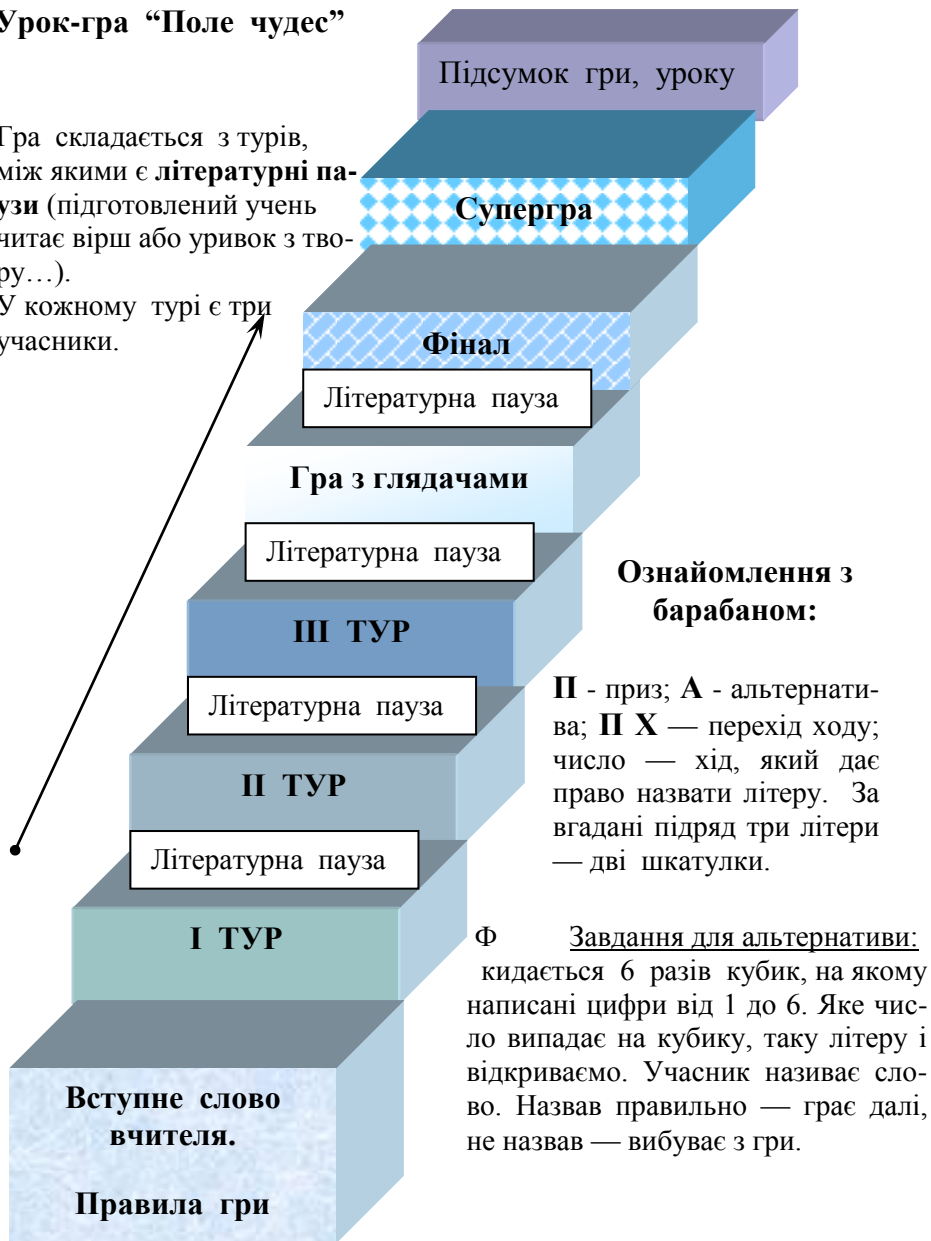 Урок-гра “Поле чудес”
Підсумок гри, уроку
Гра складається з турів,
між якими є літературні па-
узи (підготовлений учень
читає вірш або уривок з тво-
ру…).
У кожному турі є три
учасники.
Супергра
Фінал
Літературна пауза
Гра з глядачами
Літературна пауза
ІІІ ТУР
Літературна пауза
ІІ ТУР
Літературна пауза
І ТУР
Вступне слово
вчителя.
Правила гри
Ознайомлення з
барабаном:
П - приз; А - альтернати-
ва; П Х — перехід ходу;
число — хід, який дає
право назвати літеру. За
вгадані підряд три літери
— дві шкатулки.
Ф Завдання для альтернативи:
кидається 6 разів кубик, на якому
написані цифри від 1 до 6. Яке чис-
ло випадає на кубику, таку літеру і
відкриваємо. Учасник називає сло-
во. Назвав правильно — грає далі,
не назвав — вибуває з гри.